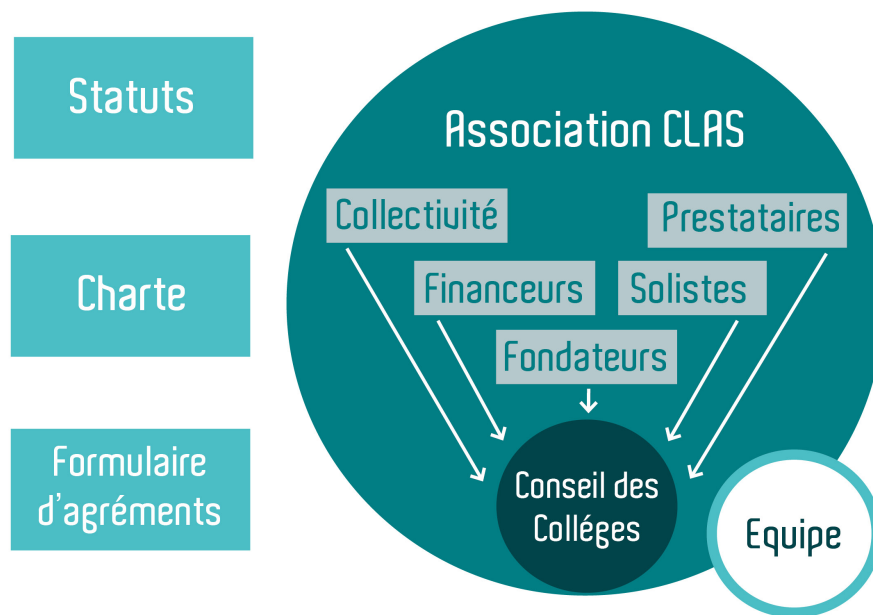 Statuts
Charte
Formulaire
d'agréments
Association CLAS
Collectivité
Prestataires
Financeurs
Solistes
Fondateurs
Conseil des
Colléges
Equipe